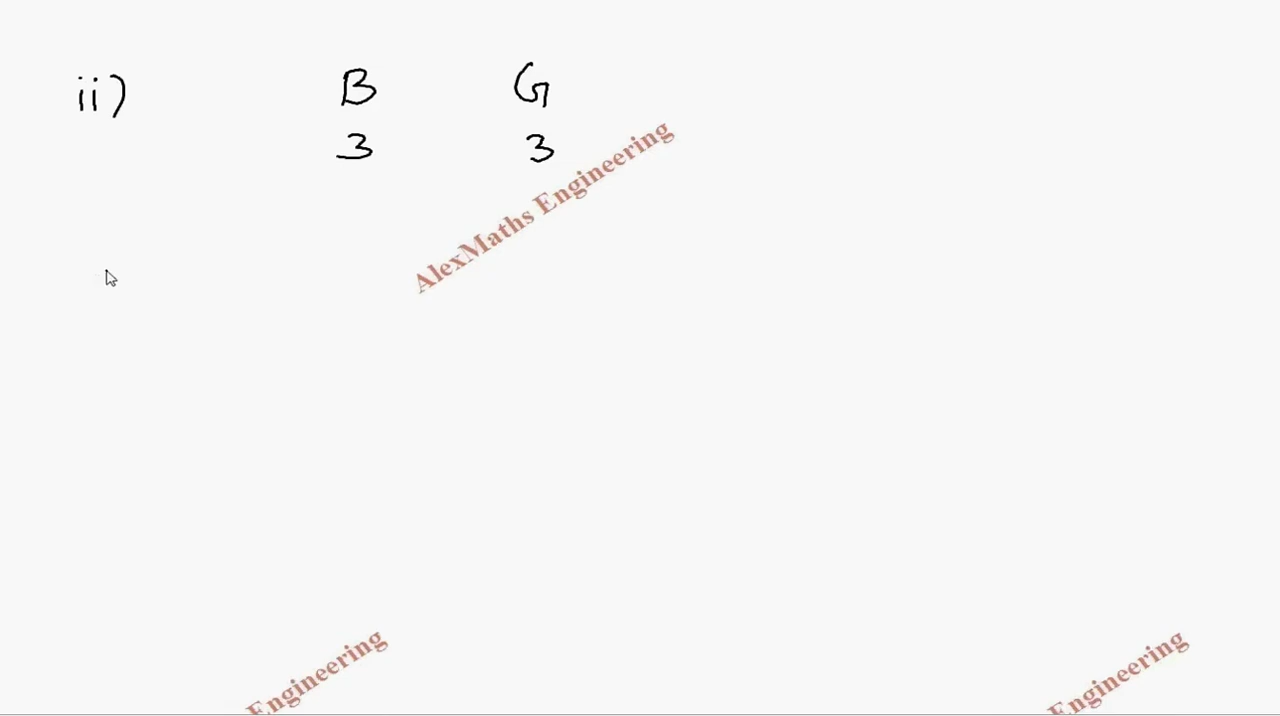 ii) B G
3 3
AlexMaths Engineering
Engineering
Engineering